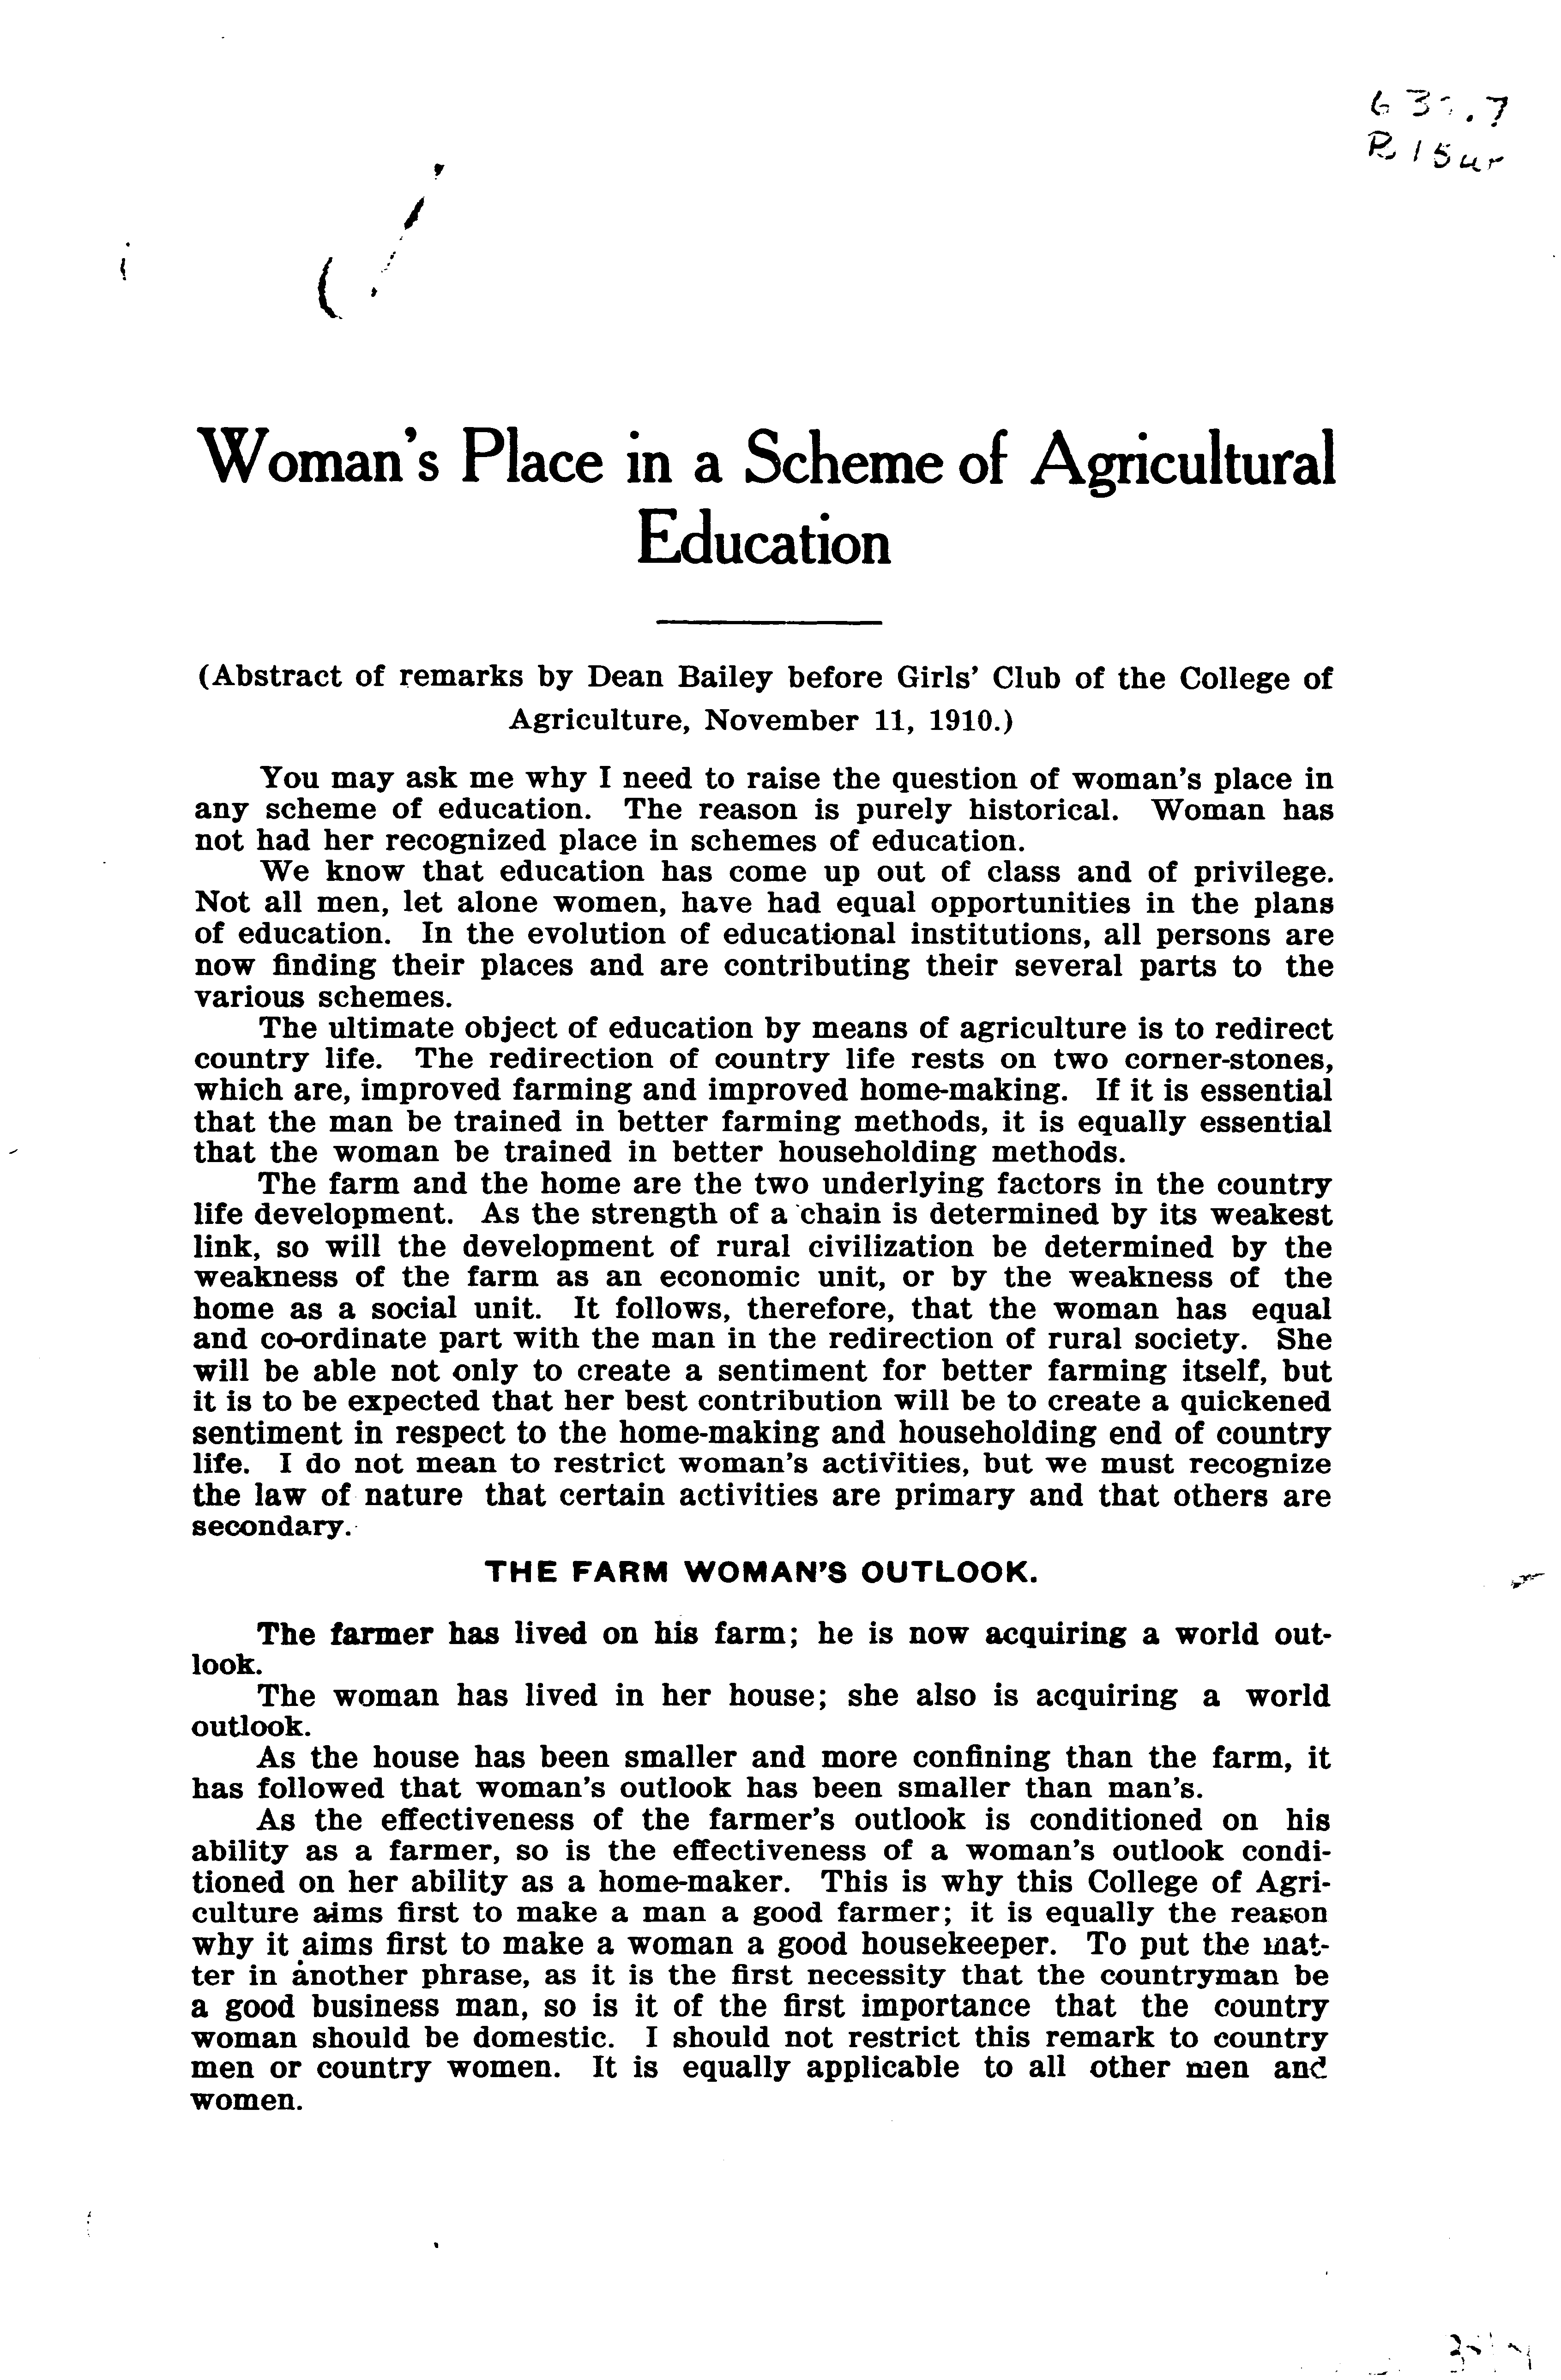 R15ur
Woman's Place in a Scheme of Agricultural
Education
(Abstract of remarks by Dean Bailey before Girls' Club of the College of
Agriculture, November 11, 1910.)
You may ask me why I need to raise the question of woman's place in
any scheme of education. The reason is purely historical. Woman has
not had her recognized place in schemes of education.
We know that education has come up out of class and of privilege.
Not all men, let alone women, have had equal opportunities in the plans
of education. In the evolution of educational institutions, all persons are
now finding their places and are contributing their several parts to the
various schemes.
The ultimate object of education by means of agriculture is to redirect
country life. The redirection of country life rests on two corner-stones,
which are, improved farming and improved home-making. If it is essential
that the man be trained in better farming methods, it is equally essential
that the woman be trained in better householding methods.
The farm and the home are the two underlying factors in the country
life development. As the strength of a chain is determined by its weakest
link, so will the development of rural civilization be determined by the
weakness of the farm as an economic unit, or by the weakness of the
home as a social unit. It follows, therefore, that the woman has equal
and co-ordinate part with the man in the redirection of rural society. She
will be able not only to create a sentiment for better farming itself, but
it is to be expected that her best contribution will be to create a quickened
sentiment in respect to the home-making and householding end of country
life. I do not mean to restrict woman's activities, but we must recognize
the law of nature that certain activities are primary and that others are
secondary.
THE FARM WOMAN'S OUTLOOK.
The farmer has lived on his farm; he is now acquiring a world out-
look.
The woman has lived in her house; she also is acquiring a world
outlook.
As the house has been smaller and more confining than the farm, it
has followed that woman's outlook has been smaller than man's.
As the effectiveness of the farmer's outlook is conditioned on his
ability as a farmer, so is the effectiveness of a woman's outlook condi-
tioned on her ability as a home-maker. This is why this College of Agri-
culture aims first to make a man a good farmer; it is equally the reason
why it aims first to make a woman a good housekeeper. To put the mat-
ter in another phrase, as it is the first necessity that the countryman be
a good business man, so is it of the first importance that the country
woman should be domestic. I should not restrict this remark to country
men or country women. It is equally applicable to all other men and
women.